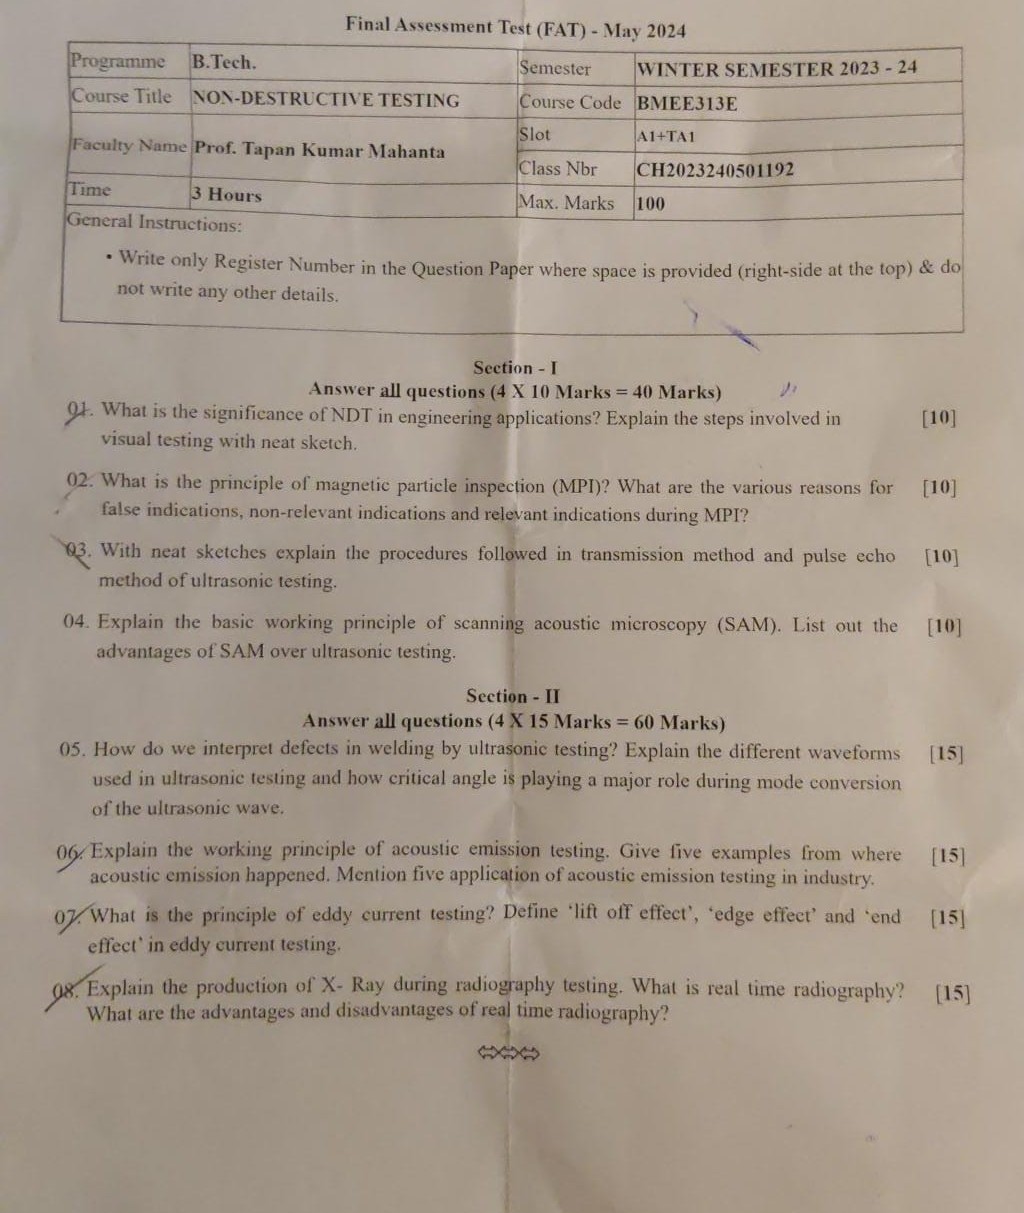 Final Assessment Test (FAT) - May 2024
Programme B.Tech. Semester WINTER SEMESTER 2023 - 24
Course Title NON-DESTRUCTIVE TESTING Course Code BMEE313E
Faculty Name Prof. Tapan Kumar Mahanta Slot A1+TA1
Class Nbr CH2023240501192
Time 3 Hours Max. Marks 100
General Instructions:
• Write only Register Number in the Question Paper where space is provided (right-side at the top) & do
not write any other details.
Section - I
Answer all questions (4 X 10 Marks = 40 Marks)
01. What is the significance of NDT in engineering applications? Explain the steps involved in [10]
visual testing with neat sketch.
02. What is the principle of magnetic particle inspection (MPI)? What are the various reasons for [10]
false indications, non-relevant indications and relevant indications during MPI?
03. With neat sketches explain the procedures followed in transmission method and pulse echo [10]
method of ultrasonic testing.
04. Explain the basic working principle of scanning acoustic microscopy (SAM). List out the [10]
advantages of SAM over ultrasonic testing.
Section - II
Answer all questions (4 X 15 Marks = 60 Marks)
05. How do we interpret defects in welding by ultrasonic testing? Explain the different waveforms [15]
used in ultrasonic testing and how critical angle is playing a major role during mode conversion
of the ultrasonic wave.
06. Explain the working principle of acoustic emission testing. Give five examples from where [15]
acoustic emission happened. Mention five application of acoustic emission testing in industry.
07. What is the principle of eddy current testing? Define 'lift off effect', 'edge effect' and 'end [15]
effect' in eddy current testing.
08. Explain the production of X- Ray during radiography testing. What is real time radiography? [15]
What are the advantages and disadvantages of real time radiography?